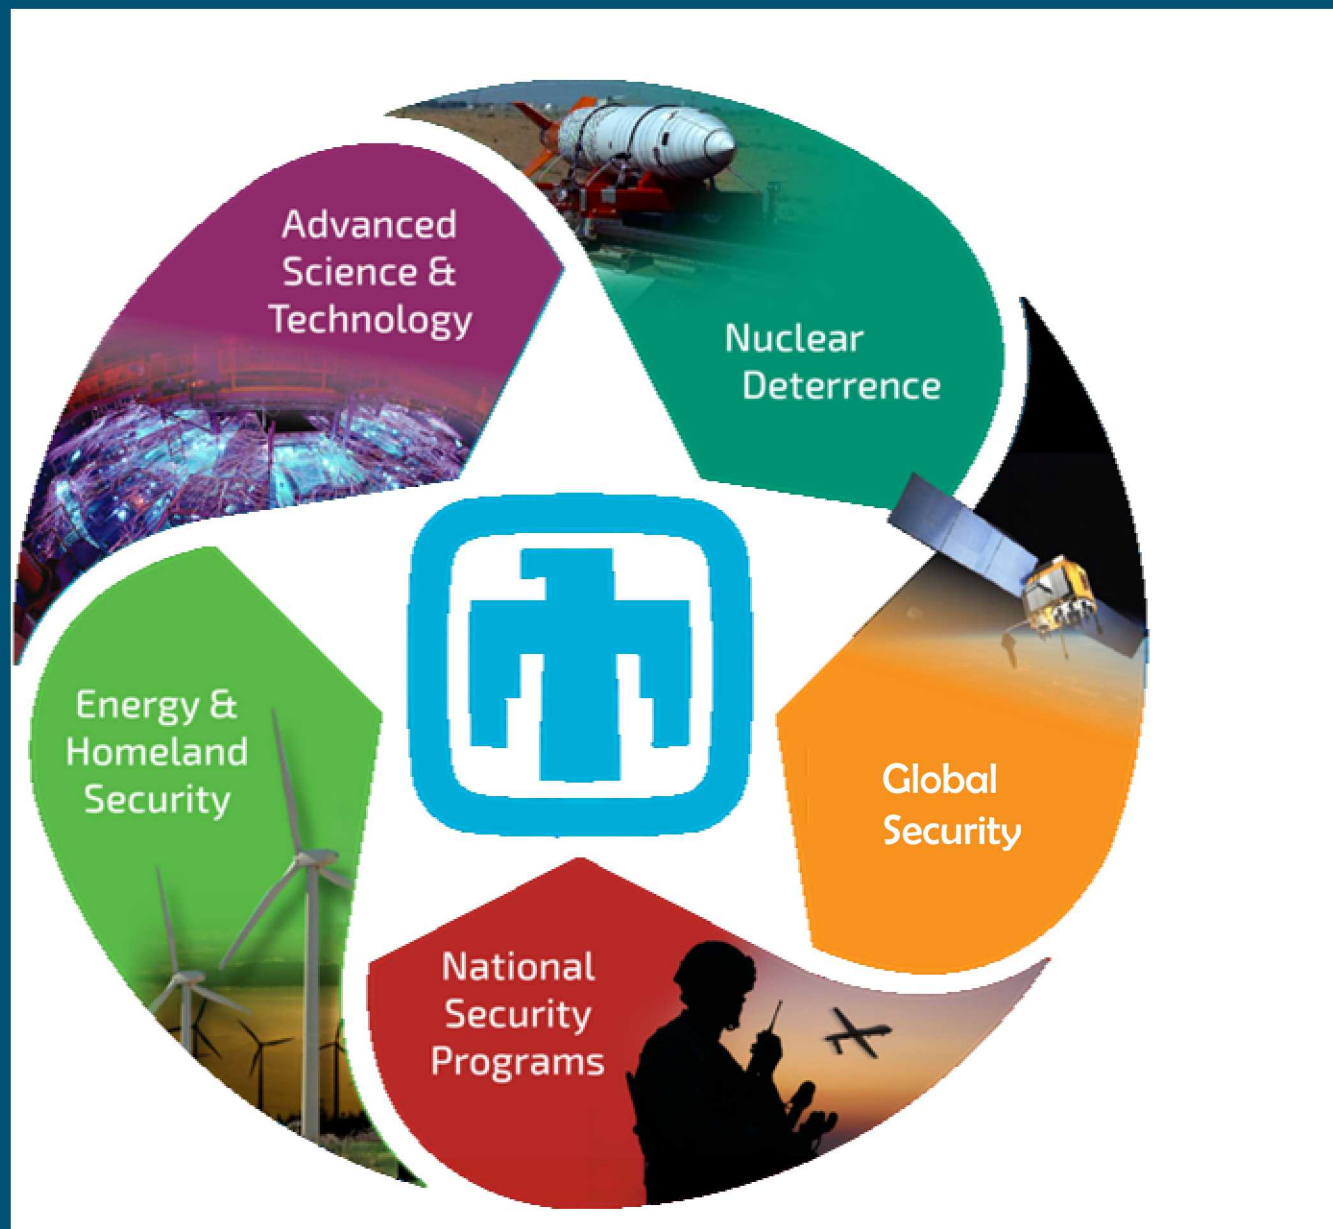 Advanced
Science &
Technology
Nuclear
Deterrence
Global
Security
National
Security
Programs
Energy &
Homeland
Security